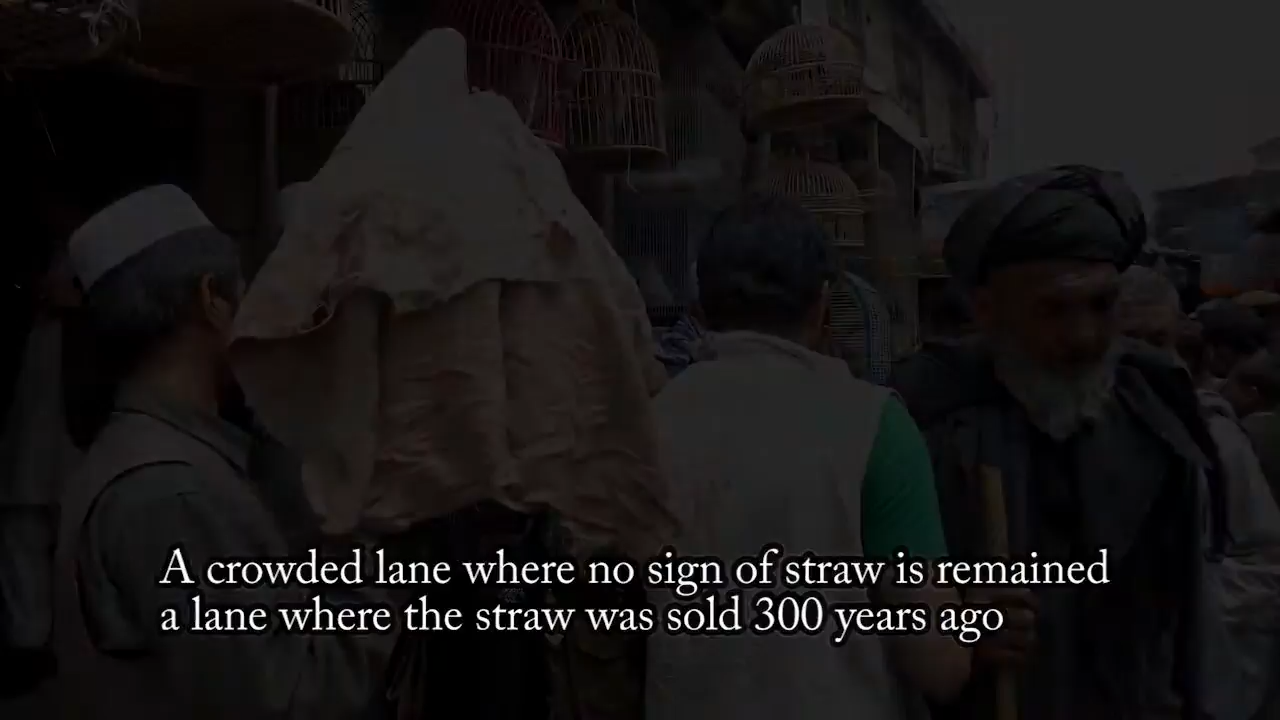 A crowded lane where no sign of straw is remained
a lane where the straw was sold 300 years ago